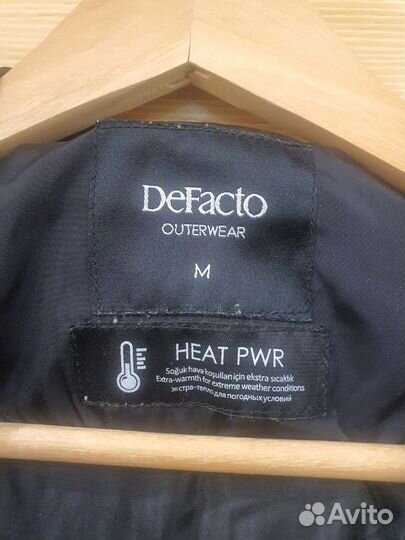 DeFacto
OUTERWEAR
M
HEAT PWR
Soğuk hava koşulları için ekstra sıcaklık
Extra-warmth for extreme weather conditions
экстра-тепло для погодных условий
Avito